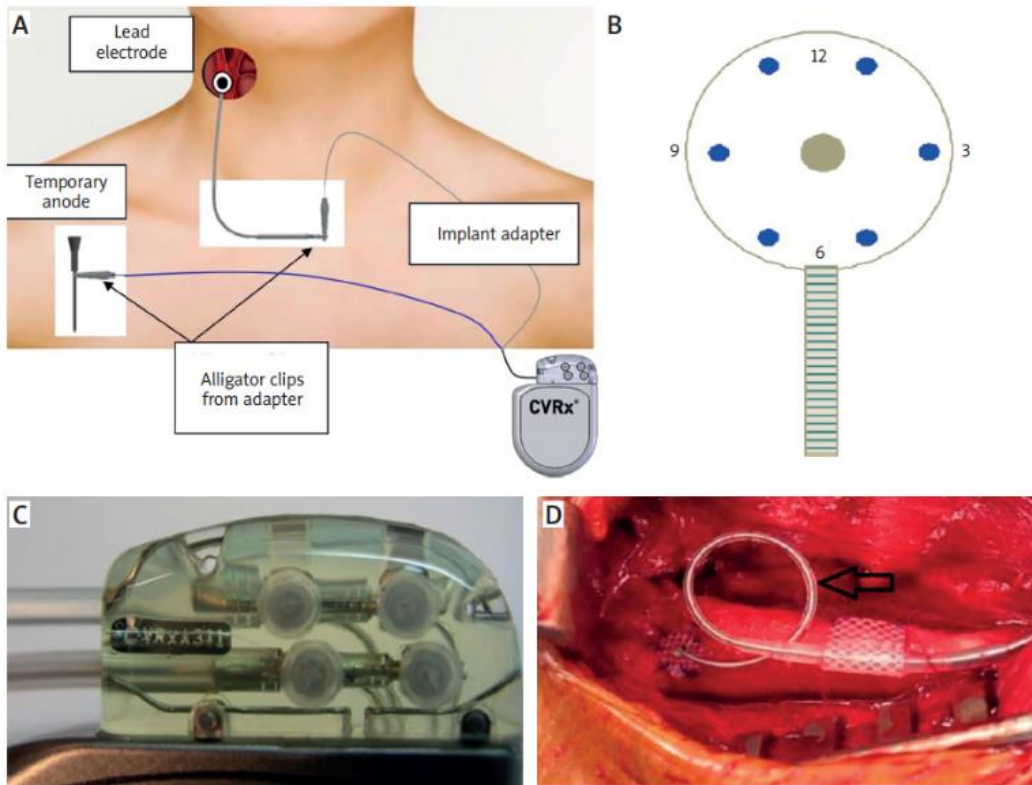 A
Lead
electrode
Temporary
anode
Implant adapter
Alligator clips
from adapter
CVRx®
B
12
9
3
6
C
D